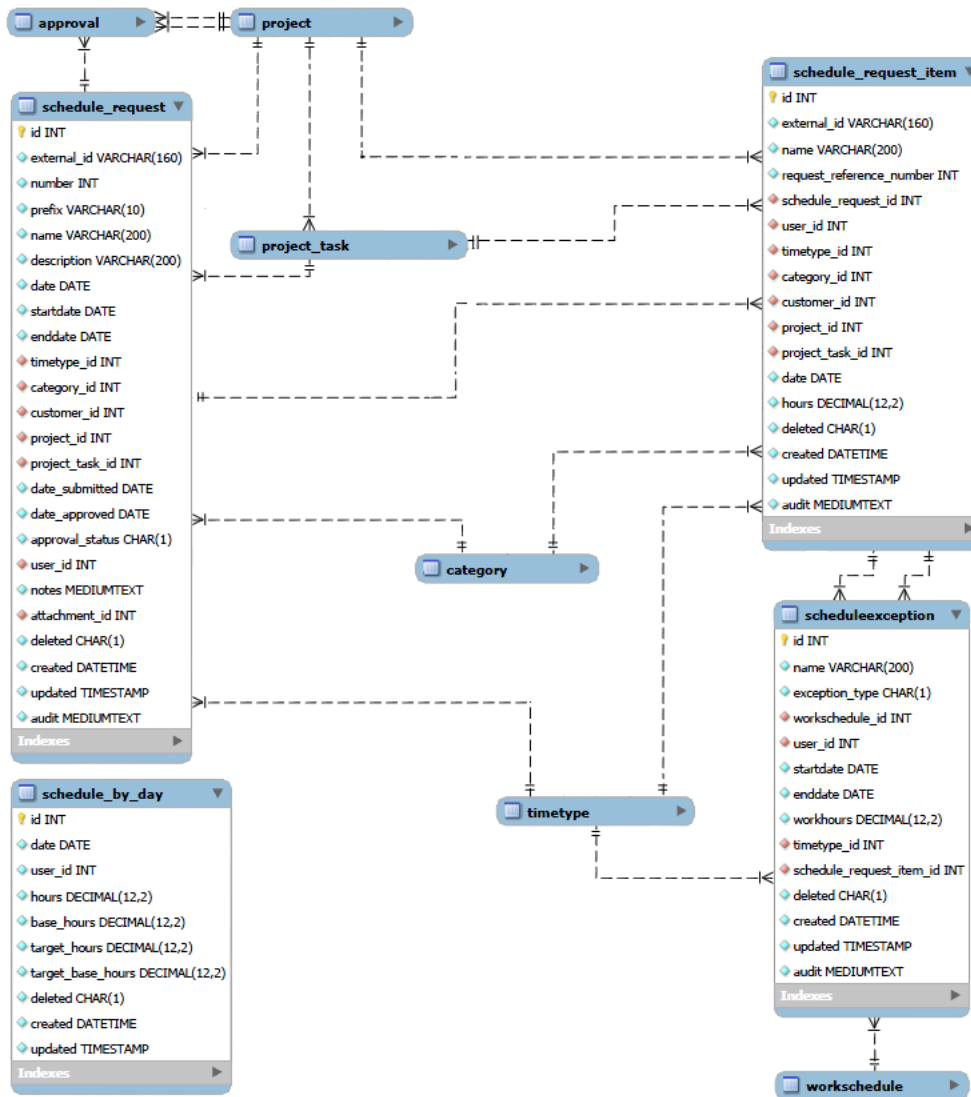 approval
project
schedule_request
id INT
external_id VARCHAR(160)
number INT
prefix VARCHAR(10)
name VARCHAR(200)
description VARCHAR(200)
date DATE
startdate DATE
enddate DATE
timetype_id INT
category_id INT
customer_id INT
project_id INT
project_task_id INT
date_submitted DATE
date_approved DATE
approval_status CHAR(1)
user_id INT
notes MEDIUMTEXT
attachment_id INT
deleted CHAR(1)
created DATETIME
updated TIMESTAMP
audit MEDIUMTEXT
Indexes
project_task
schedule_request_item
id INT
external_id VARCHAR(160)
name VARCHAR(200)
request_reference_number INT
schedule_request_id INT
user_id INT
timetype_id INT
category_id INT
customer_id INT
project_id INT
project_task_id INT
date DATE
hours DECIMAL(12,2)
deleted CHAR(1)
created DATETIME
updated TIMESTAMP
audit MEDIUMTEXT
Indexes
category
scheduleexception
id INT
name VARCHAR(200)
exception_type CHAR(1)
workschedule_id INT
user_id INT
startdate DATE
enddate DATE
workhours DECIMAL(12,2)
timetype_id INT
schedule_request_item_id INT
deleted CHAR(1)
created DATETIME
updated TIMESTAMP
audit MEDIUMTEXT
Indexes
timetype
schedule_by_day
id INT
date DATE
user_id INT
hours DECIMAL(12,2)
base_hours DECIMAL(12,2)
target_hours DECIMAL(12,2)
target_base_hours DECIMAL(12,2)
deleted CHAR(1)
created DATETIME
updated TIMESTAMP
Indexes
workschedule